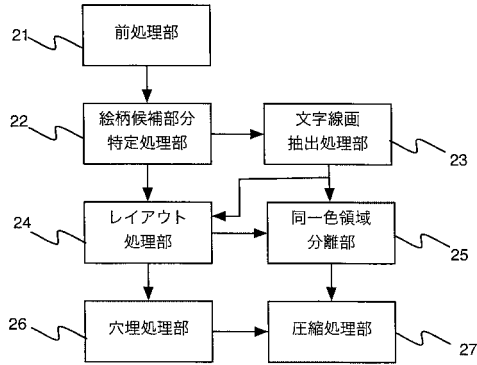 21
前処理部
22
絵柄候補部分
特定処理部
文字線画
抽出処理部
23
24
レイアウト
処理部
同一色領域
分離部
25
26
穴埋処理部
圧縮処理部
27